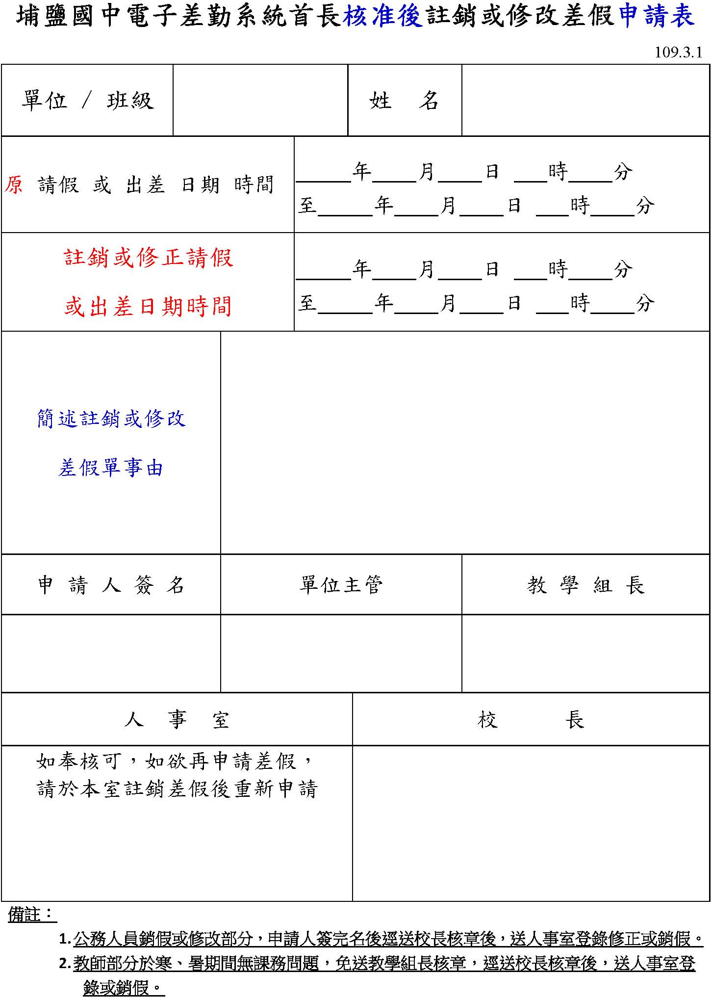 埔鹽國中電子差勤系統首長核准後註銷或修改差假申請表
109.3.1
單位 / 班級
姓 名
原 請假 或 出差 日期 時間
______年____月____日 ___時____分
至_____年____月____日 ___時____分
註銷或修正請假
或出差日期時間
______年____月____日 ___時____分
至_____年____月____日 ___時____分
簡述註銷或修改
差假單事由
申 請 人 簽 名
單位主管
教 學 組 長
人 事 室
校 長
如奉核可，如欲再申請差假，
請於本室註銷差假後重新申請
備註：
1.公務人員銷假或修改部分，申請人簽完名後逕送校長核章後，送人事室登錄修正或銷假。
2.教師部分於寒、暑期間無課務問題，免送教學組長核章，逕送校長核章後，送人事室登
錄或銷假。